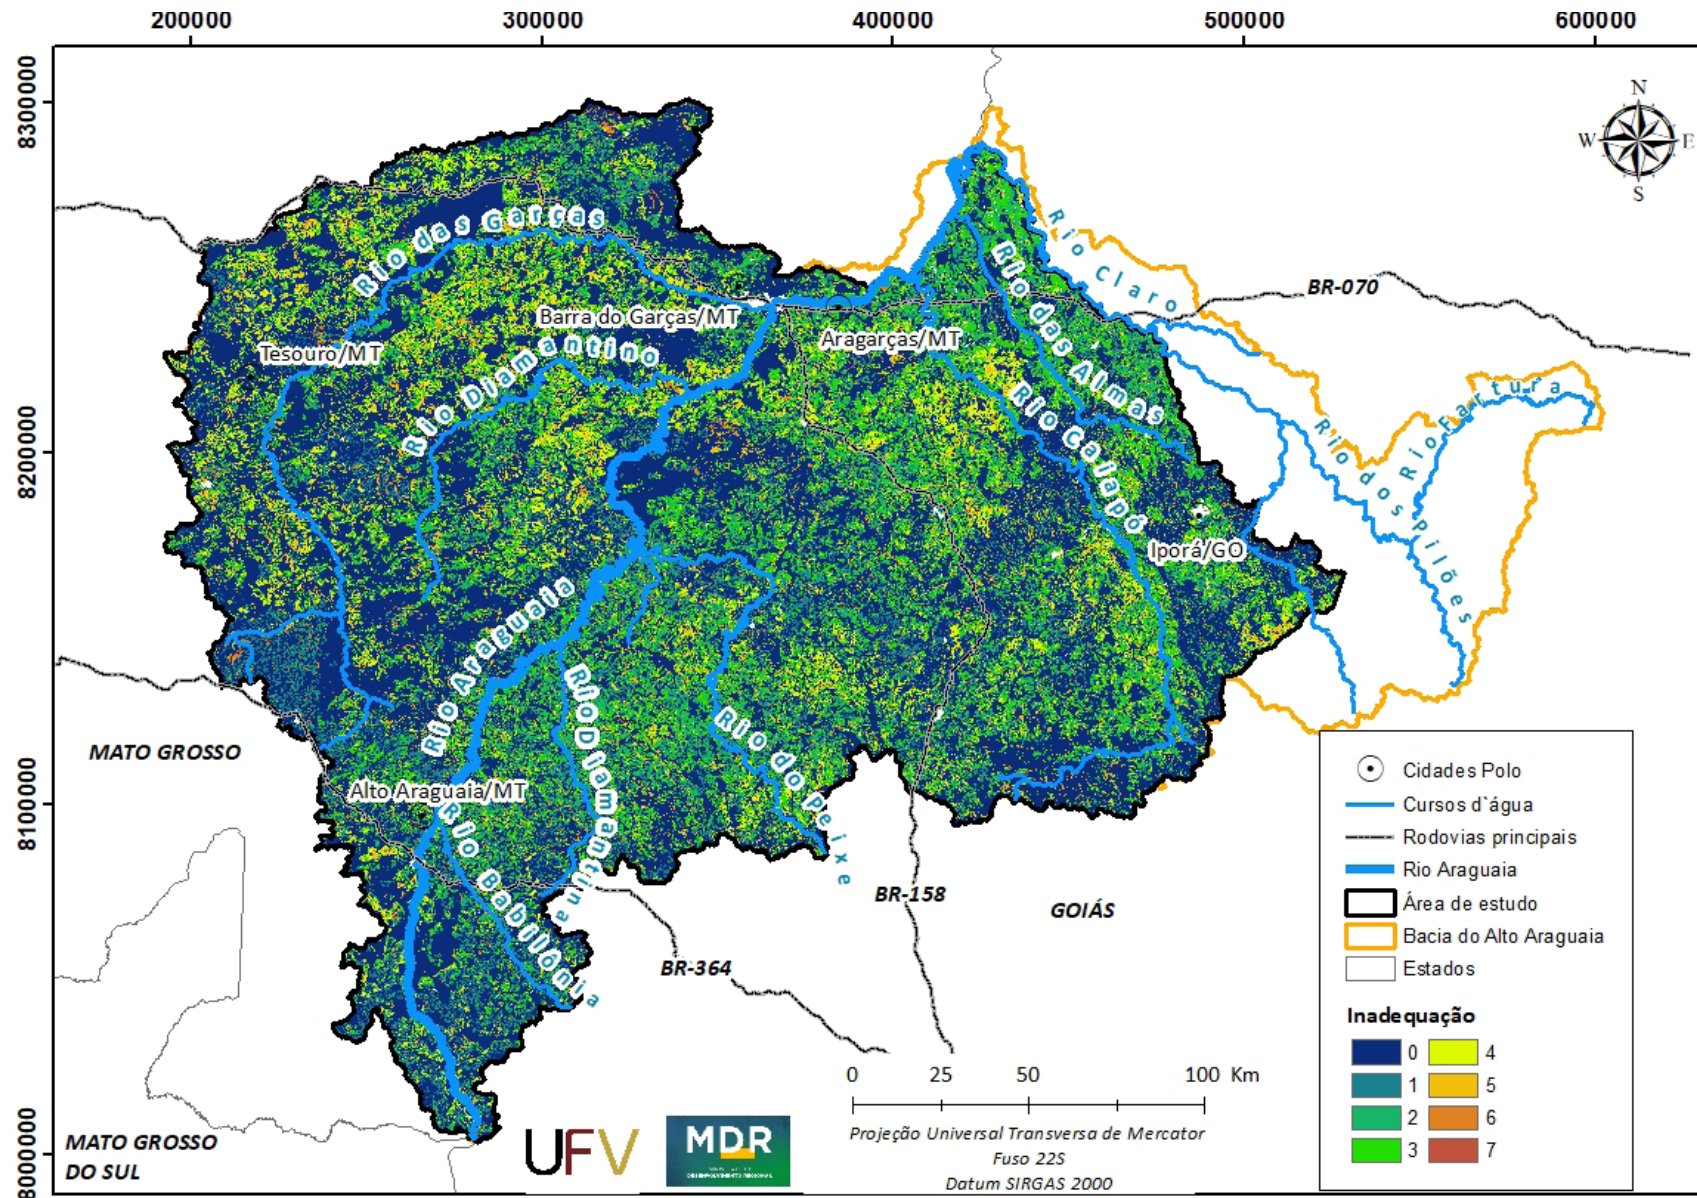 200000
300000
400000
500000
600000
8300000
8200000
8100000
8000000
N
W
E
S
Rio das Garças
Rio Claro
Rio das Almas
BR-070
Barra do Garças/MT
Aragarças/MT
Tesouro/MT
Rio Diamantino
Rio Fartura
Rio Caiapó
Rio dos Pilões
Iporá/GO
Rio Araguaia
Rio Diamantina
Rio do Peixe
MATO GROSSO
Alto Araguaia/MT
Rio Babilônia
BR-158
GOIÁS
BR-364
MATO GROSSO
DO SUL
UFV
MDR
DESENVOLVIMENTO REGIONAL
0 25 50 100 Km
Projeção Universal Transversa de Mercator
Fuso 22S
Datum SIRGAS 2000
Cidades Polo
Cursos d`água
Rodovias principais
Rio Araguaia
Área de estudo
Bacia do Alto Araguaia
Estados
Inadequação
0 4
1 5
2 6
3 7